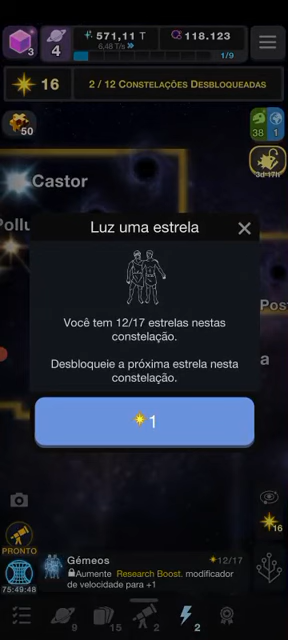 3
4
571,11 T
6,48 T/s
118.123
1/9
16
2 / 12 Constelações Desbloqueadas
50
38
1
3d 17h
Castor
Pollu
Luz uma estrela
Você tem 12/17 estrelas nestas
constelação.
Desbloqueie a próxima estrela nesta
constelação.
Pos
a
1
PRONTO
16
Gémeos
12/17
Aumente Research Boost. modificador
de velocidade para +1
75:49:48
9
15
2
2